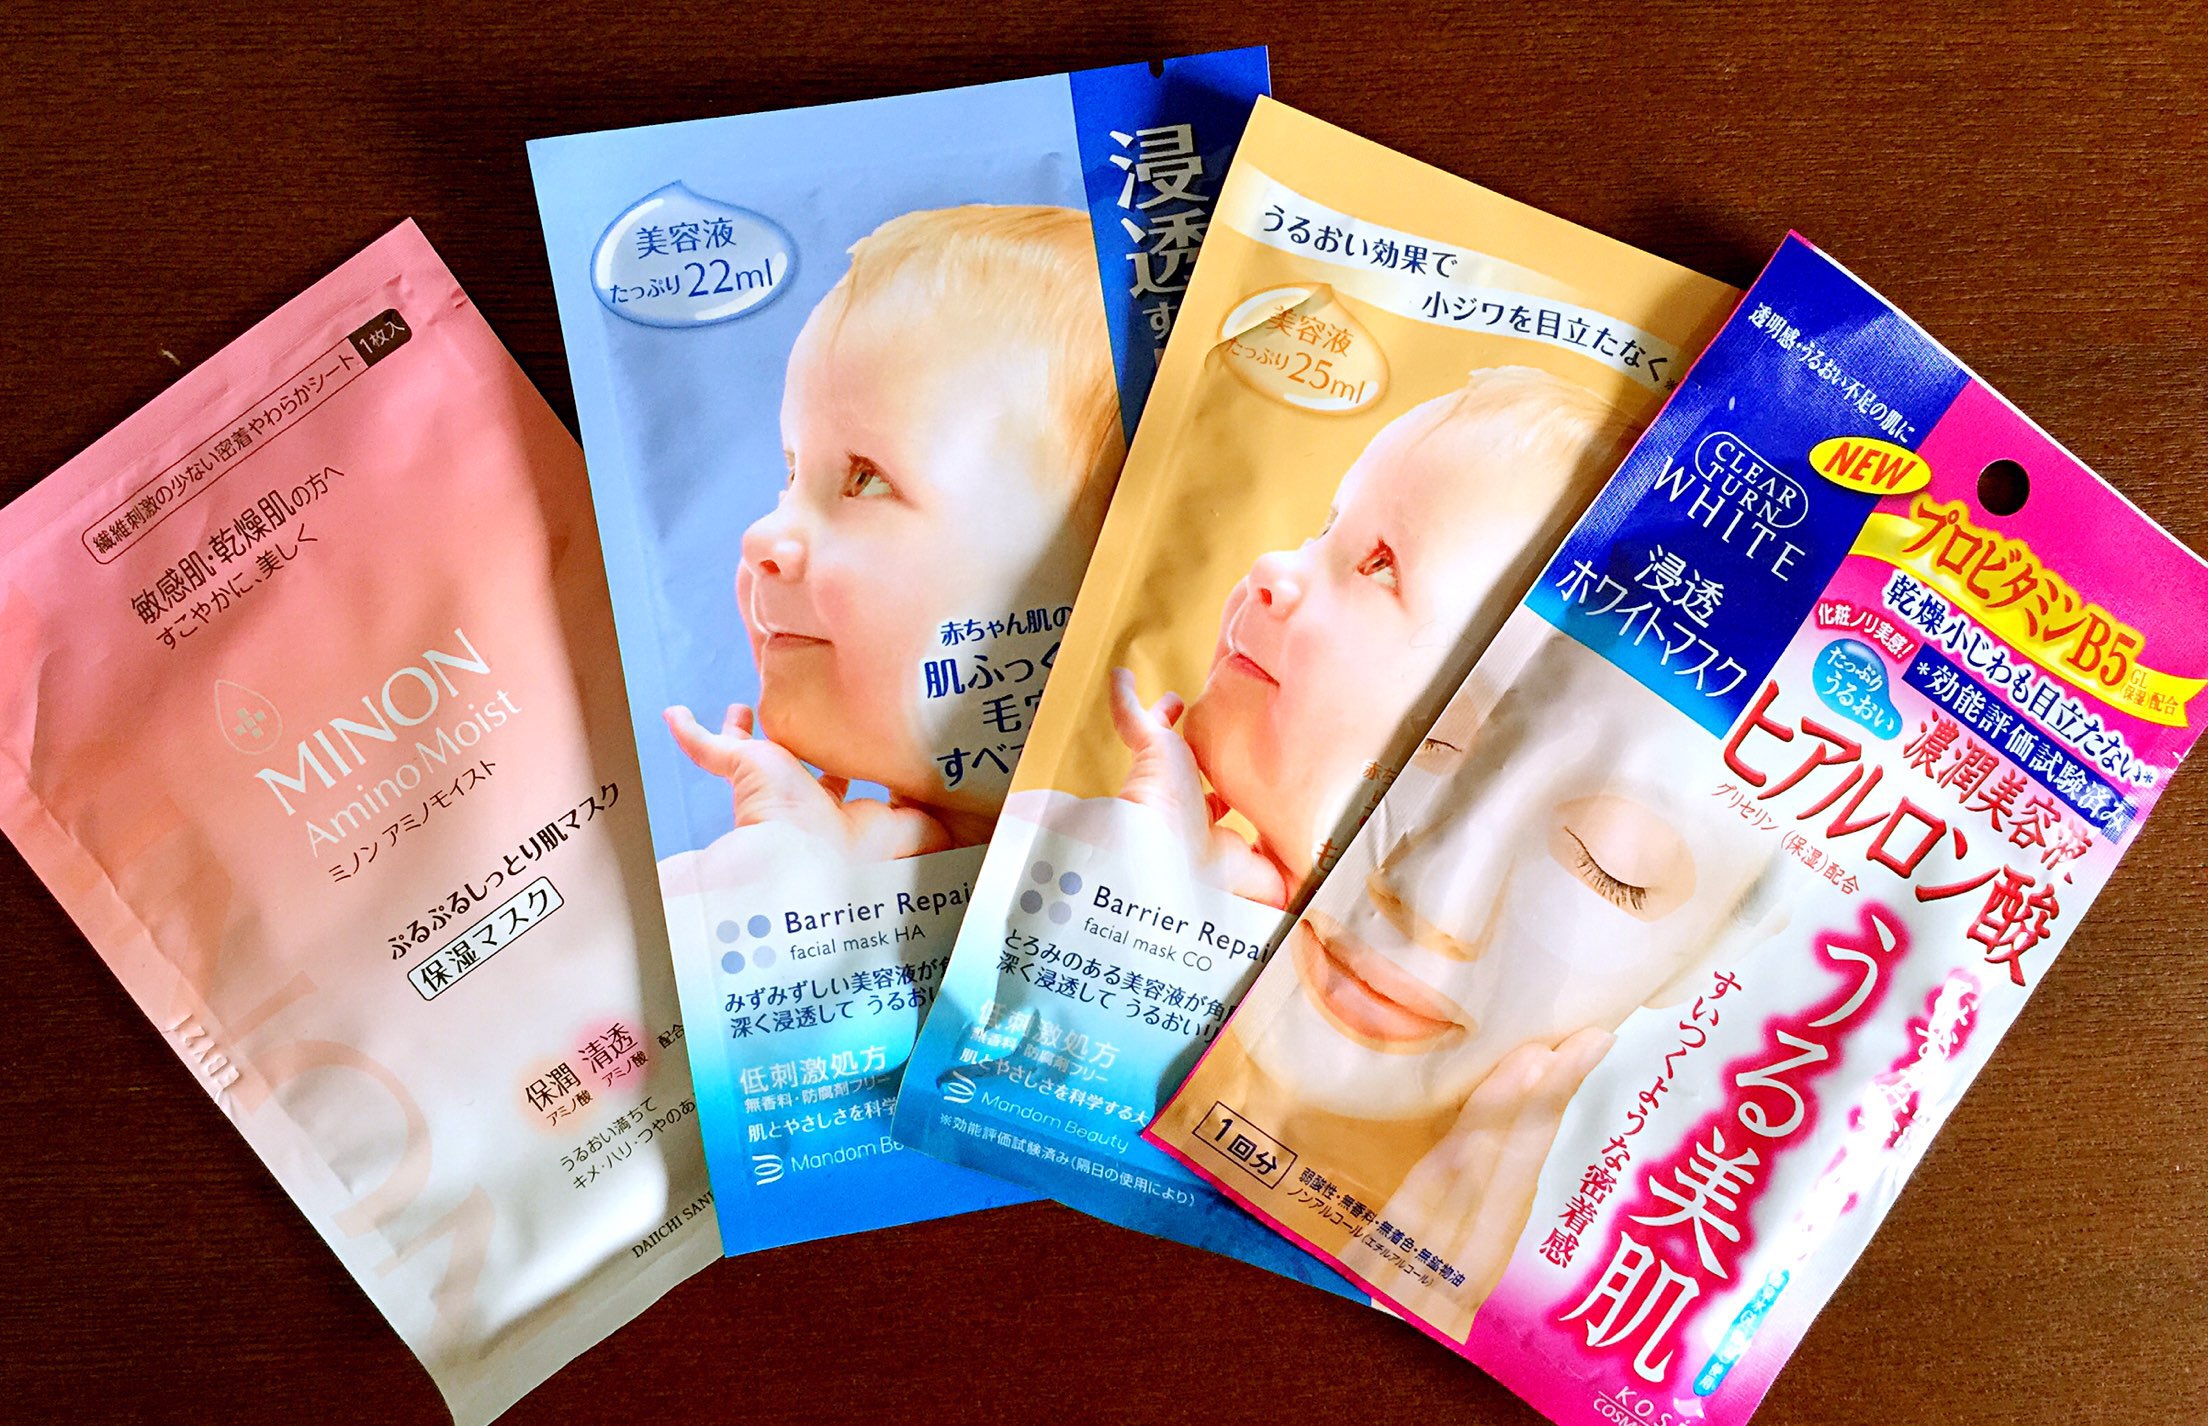 繊維刺激の少ない密着やわらかシート 1枚入
敏感肌・乾燥肌の方へ
すこやかに、美しく
MINON
Amino Moist
ミノン アミノモイスト
ぷるぷるしっとり肌マスク
保湿マスク
保潤 清透 配合
アミノ酸 アミノ酸
うるおい満ちて
キメ・ハリ・つやのあ
DAIICHI SAN
美容液
たっぷり22ml
浸透
す
赤ちゃん肌の
肌ふっく
毛穴
すべす
Barrier Repai
facial mask HA
みずみずしい美容液が角
深く浸透して うるおい
低刺激処方
無香料・防腐剤フリー
肌とやさしさを科学
Mandom Be
うるおい効果で
小ジワを目立たなく*
美容液
たっぷり25ml
Barrier Repai
facial mask CO
とろみのある美容液が角
深く浸透して うるおい
低刺激処方
無香料・防腐剤フリー
肌とやさしさを科学する
Mandom Beauty
※効能評価試験済み(隔日の使用により)
透明感・うるおい不足の肌に
CLEAR
TURN
WHITE
浸透
ホワイトマスク
NEW
プロビタミンB5
GL
(保湿)配合
乾燥小じわも目立たない*
*効能評価試験済み
化粧ノリ実感!
たっぷり
うるおい
濃潤美容液
ヒアルロン酸
グリセリン(保湿)配合
うる美肌
すいつくような密着感
1回分
弱酸性・無香料・無着色・無鉱物油
ノンアルコール(エチルアルコール)
KOS